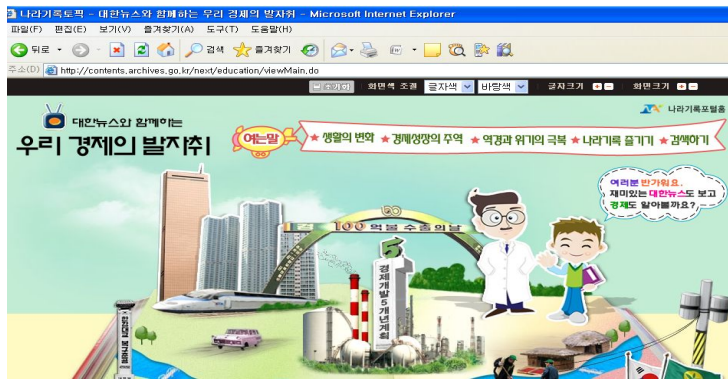 나라기록토픽 - 대한뉴스와 함께하는 우리 경제의 발자취 - Microsoft Internet Explorer
파일(F) 편집(E) 보기(V) 즐겨찾기(A) 도구(T) 도움말(H)
뒤로 검색 즐겨찾기
주소(D) http://contents.archives.go.kr/next/education/viewMain.do
초기화 화면색 조절 글자색 바탕색 글자크기 화면크기
나라기록포털홈
대한뉴스와 함께하는
우리 경제의 발자취
여는말 ★ 생활의 변화 ★ 경제성장의 주역 ★ 역경과 위기의 극복 ★ 나라기록 즐기기 ★ 검색하기
여러분 반가워요.
재미있는 대한뉴스도 보고
경제도 알아볼까요?
100억불 수출의날
5
경제개발5개년계획